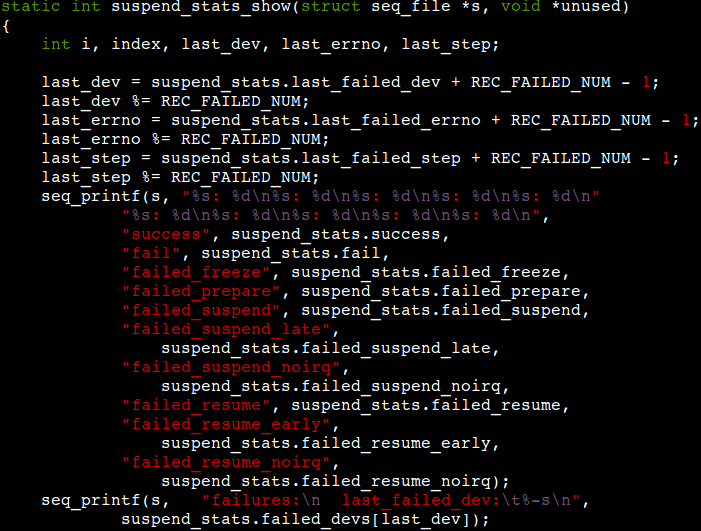 static int suspend_stats_show(struct seq_file *s, void *unused)
{
    int i, index, last_dev, last_errno, last_step;

    last_dev = suspend_stats.last_failed_dev + REC_FAILED_NUM - 1;
    last_dev %= REC_FAILED_NUM;
    last_errno = suspend_stats.last_failed_errno + REC_FAILED_NUM - 1;
    last_errno %= REC_FAILED_NUM;
    last_step = suspend_stats.last_failed_step + REC_FAILED_NUM - 1;
    last_step %= REC_FAILED_NUM;
    seq_printf(s, "%s: %d\n%s: %d\n%s: %d\n%s: %d\n%s: %d\n"
            "%s: %d\n%s: %d\n%s: %d\n%s: %d\n%s: %d\n",
            "success", suspend_stats.success,
            "fail", suspend_stats.fail,
            "failed_freeze", suspend_stats.failed_freeze,
            "failed_prepare", suspend_stats.failed_prepare,
            "failed_suspend", suspend_stats.failed_suspend,
            "failed_suspend_late",
                suspend_stats.failed_suspend_late,
            "failed_suspend_noirq",
                suspend_stats.failed_suspend_noirq,
            "failed_resume", suspend_stats.failed_resume,
            "failed_resume_early",
                suspend_stats.failed_resume_early,
            "failed_resume_noirq",
                suspend_stats.failed_resume_noirq);
    seq_printf(s,   "failures:\n  last_failed_dev:\t%-s\n",
            suspend_stats.failed_devs[last_dev]);